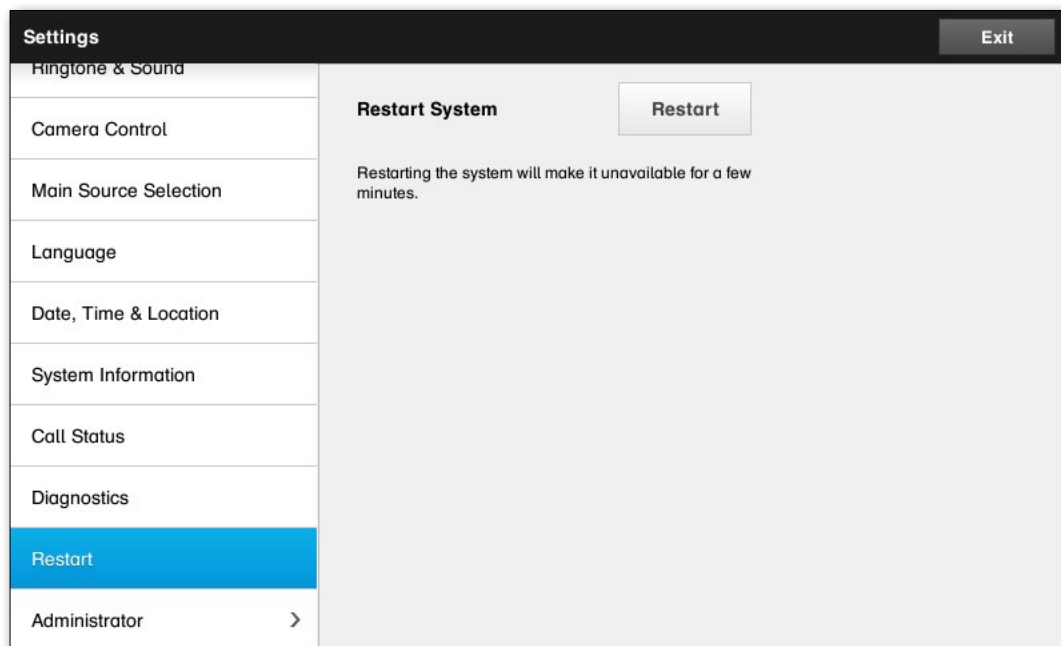 Settings
Exit
Ringtone & Sound
Camera Control
Main Source Selection
Language
Date, Time & Location
System Information
Call Status
Diagnostics
Restart
Administrator
Restart System
Restart
Restarting the system will make it unavailable for a few
minutes.